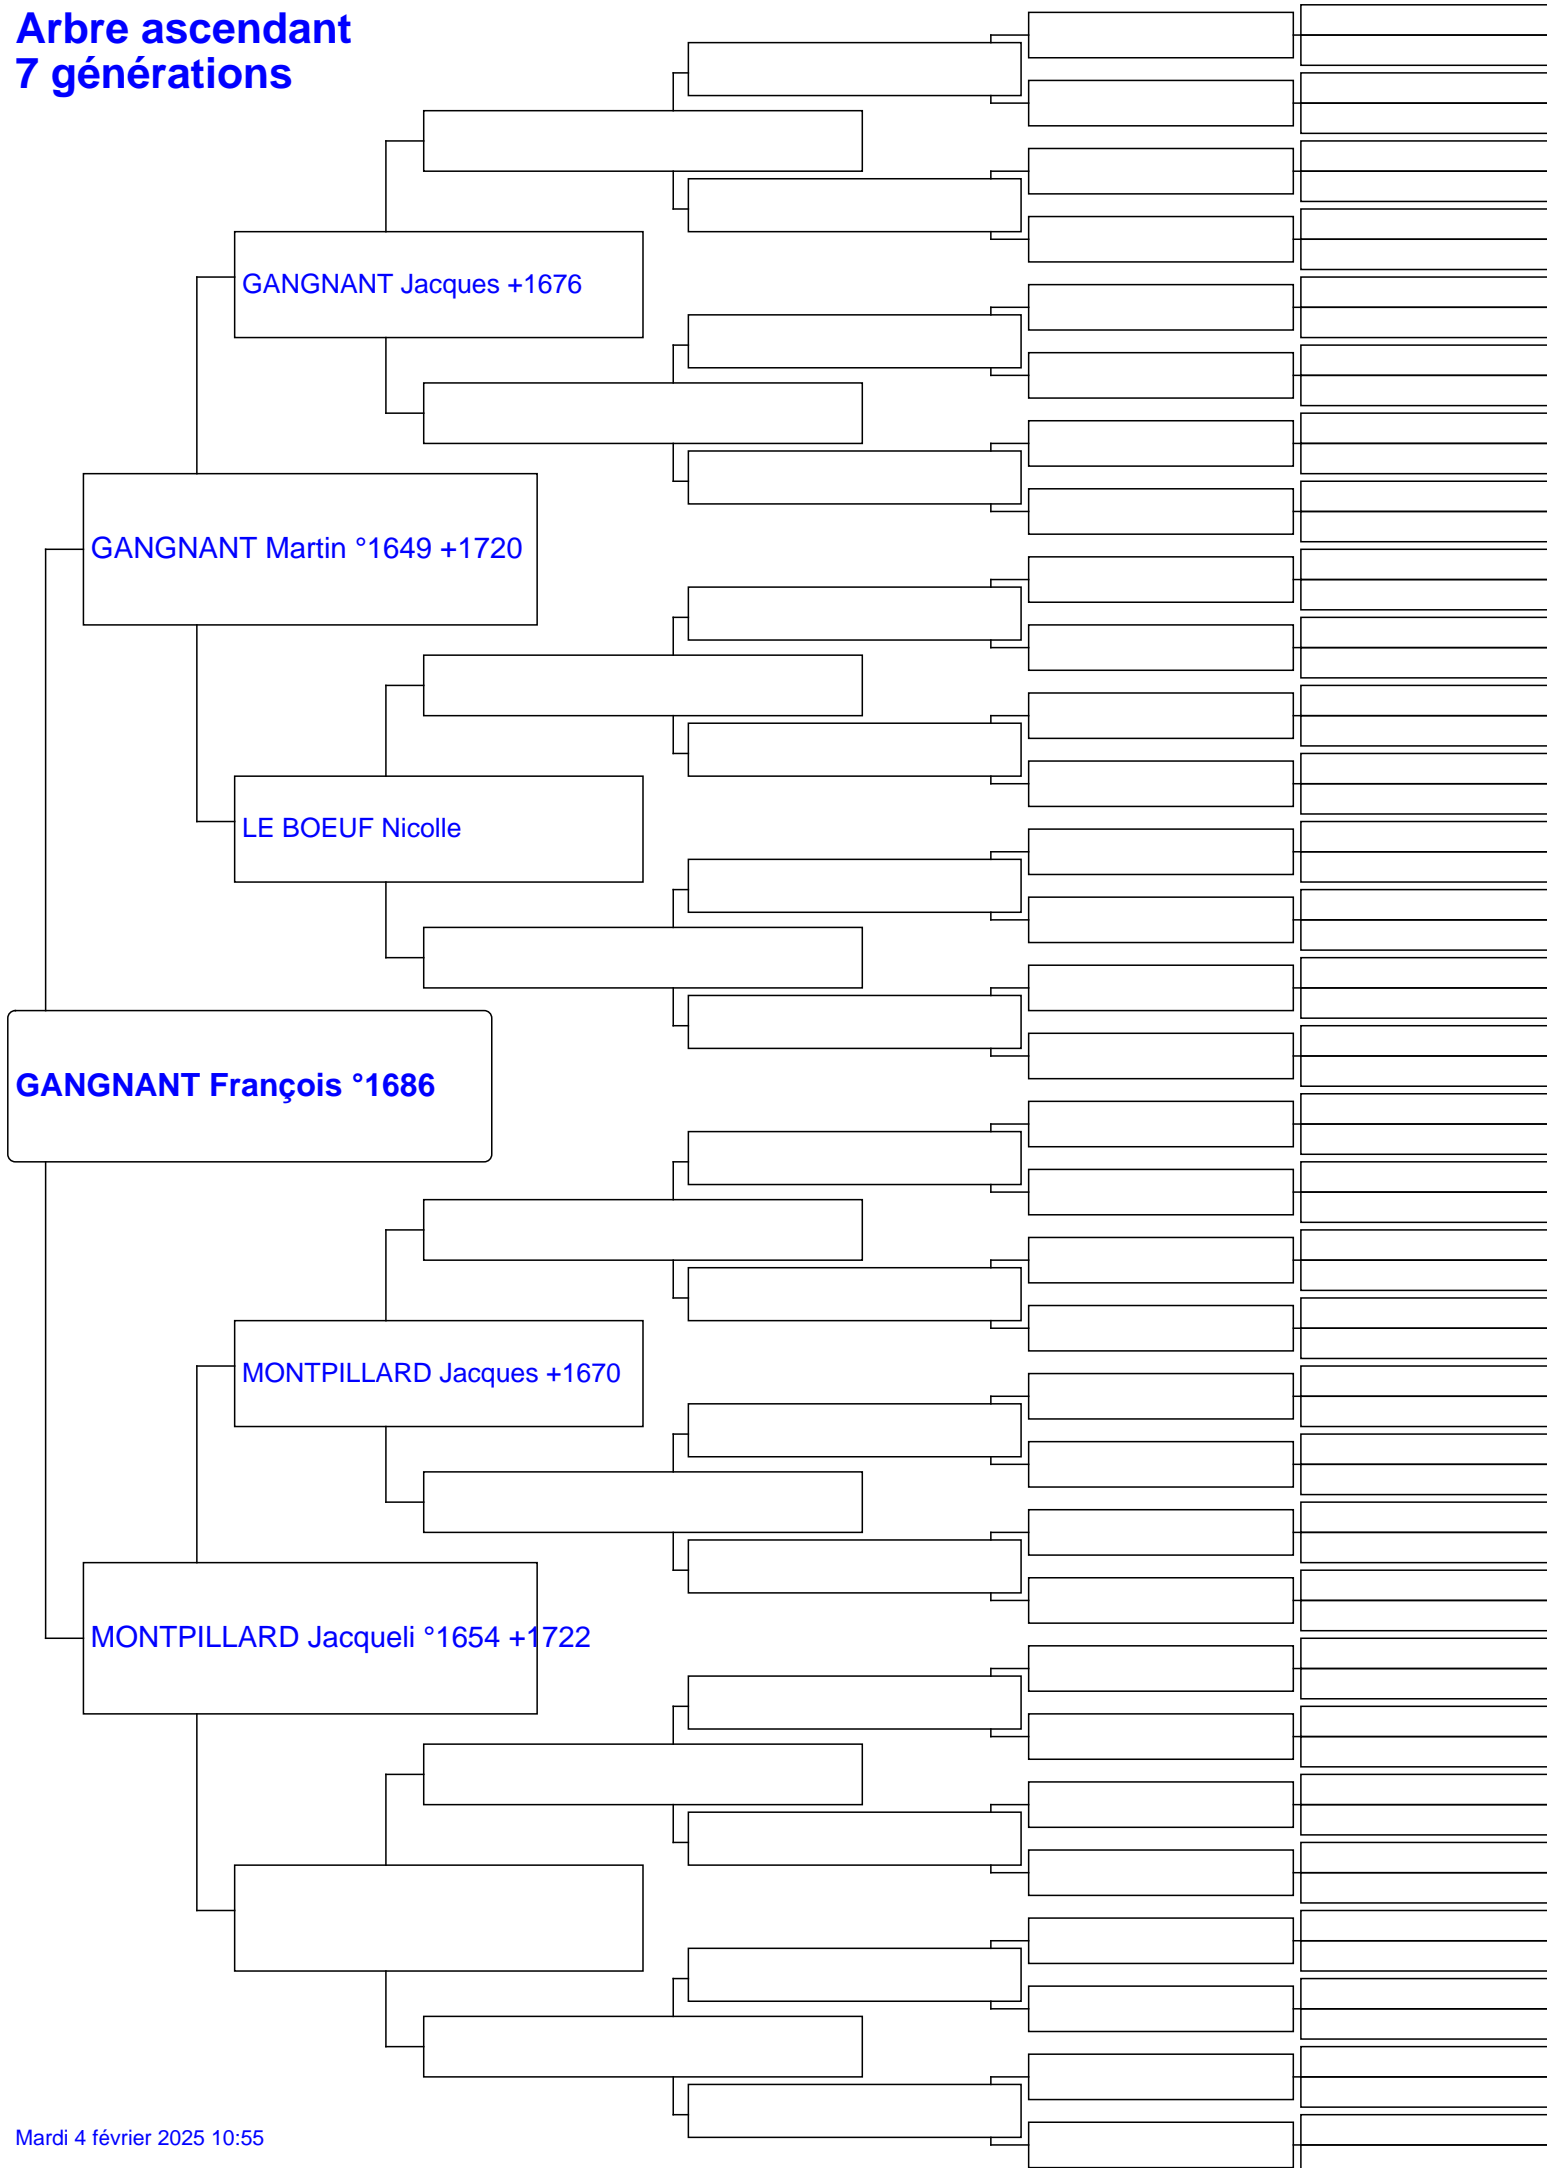 Arbre ascendant
7 générations
GANGNANT Jacques +1676
GANGNANT Martin °1649 +1720
LE BOEUF Nicolle
GANGNANT François °1686
MONTPILLARD Jacques +1670
MONTPILLARD Jacqueli °1654 +1722
Mardi 4 février 2025 10:55